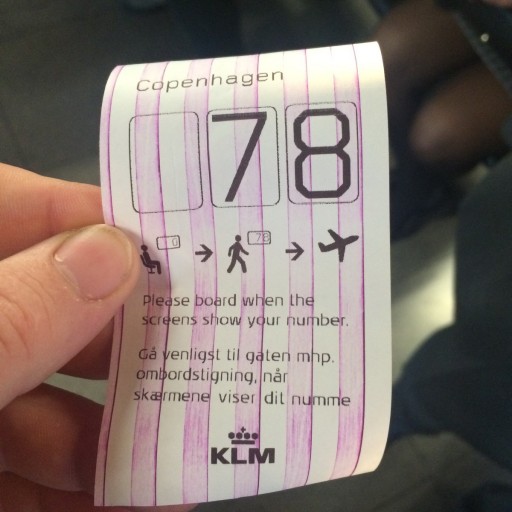 Copenhagen
78
0
78
Please board when the
screens show your number.
Gå venligst til gaten mhp.
ombordstigning, når
skærmene viser dit numme
KLM